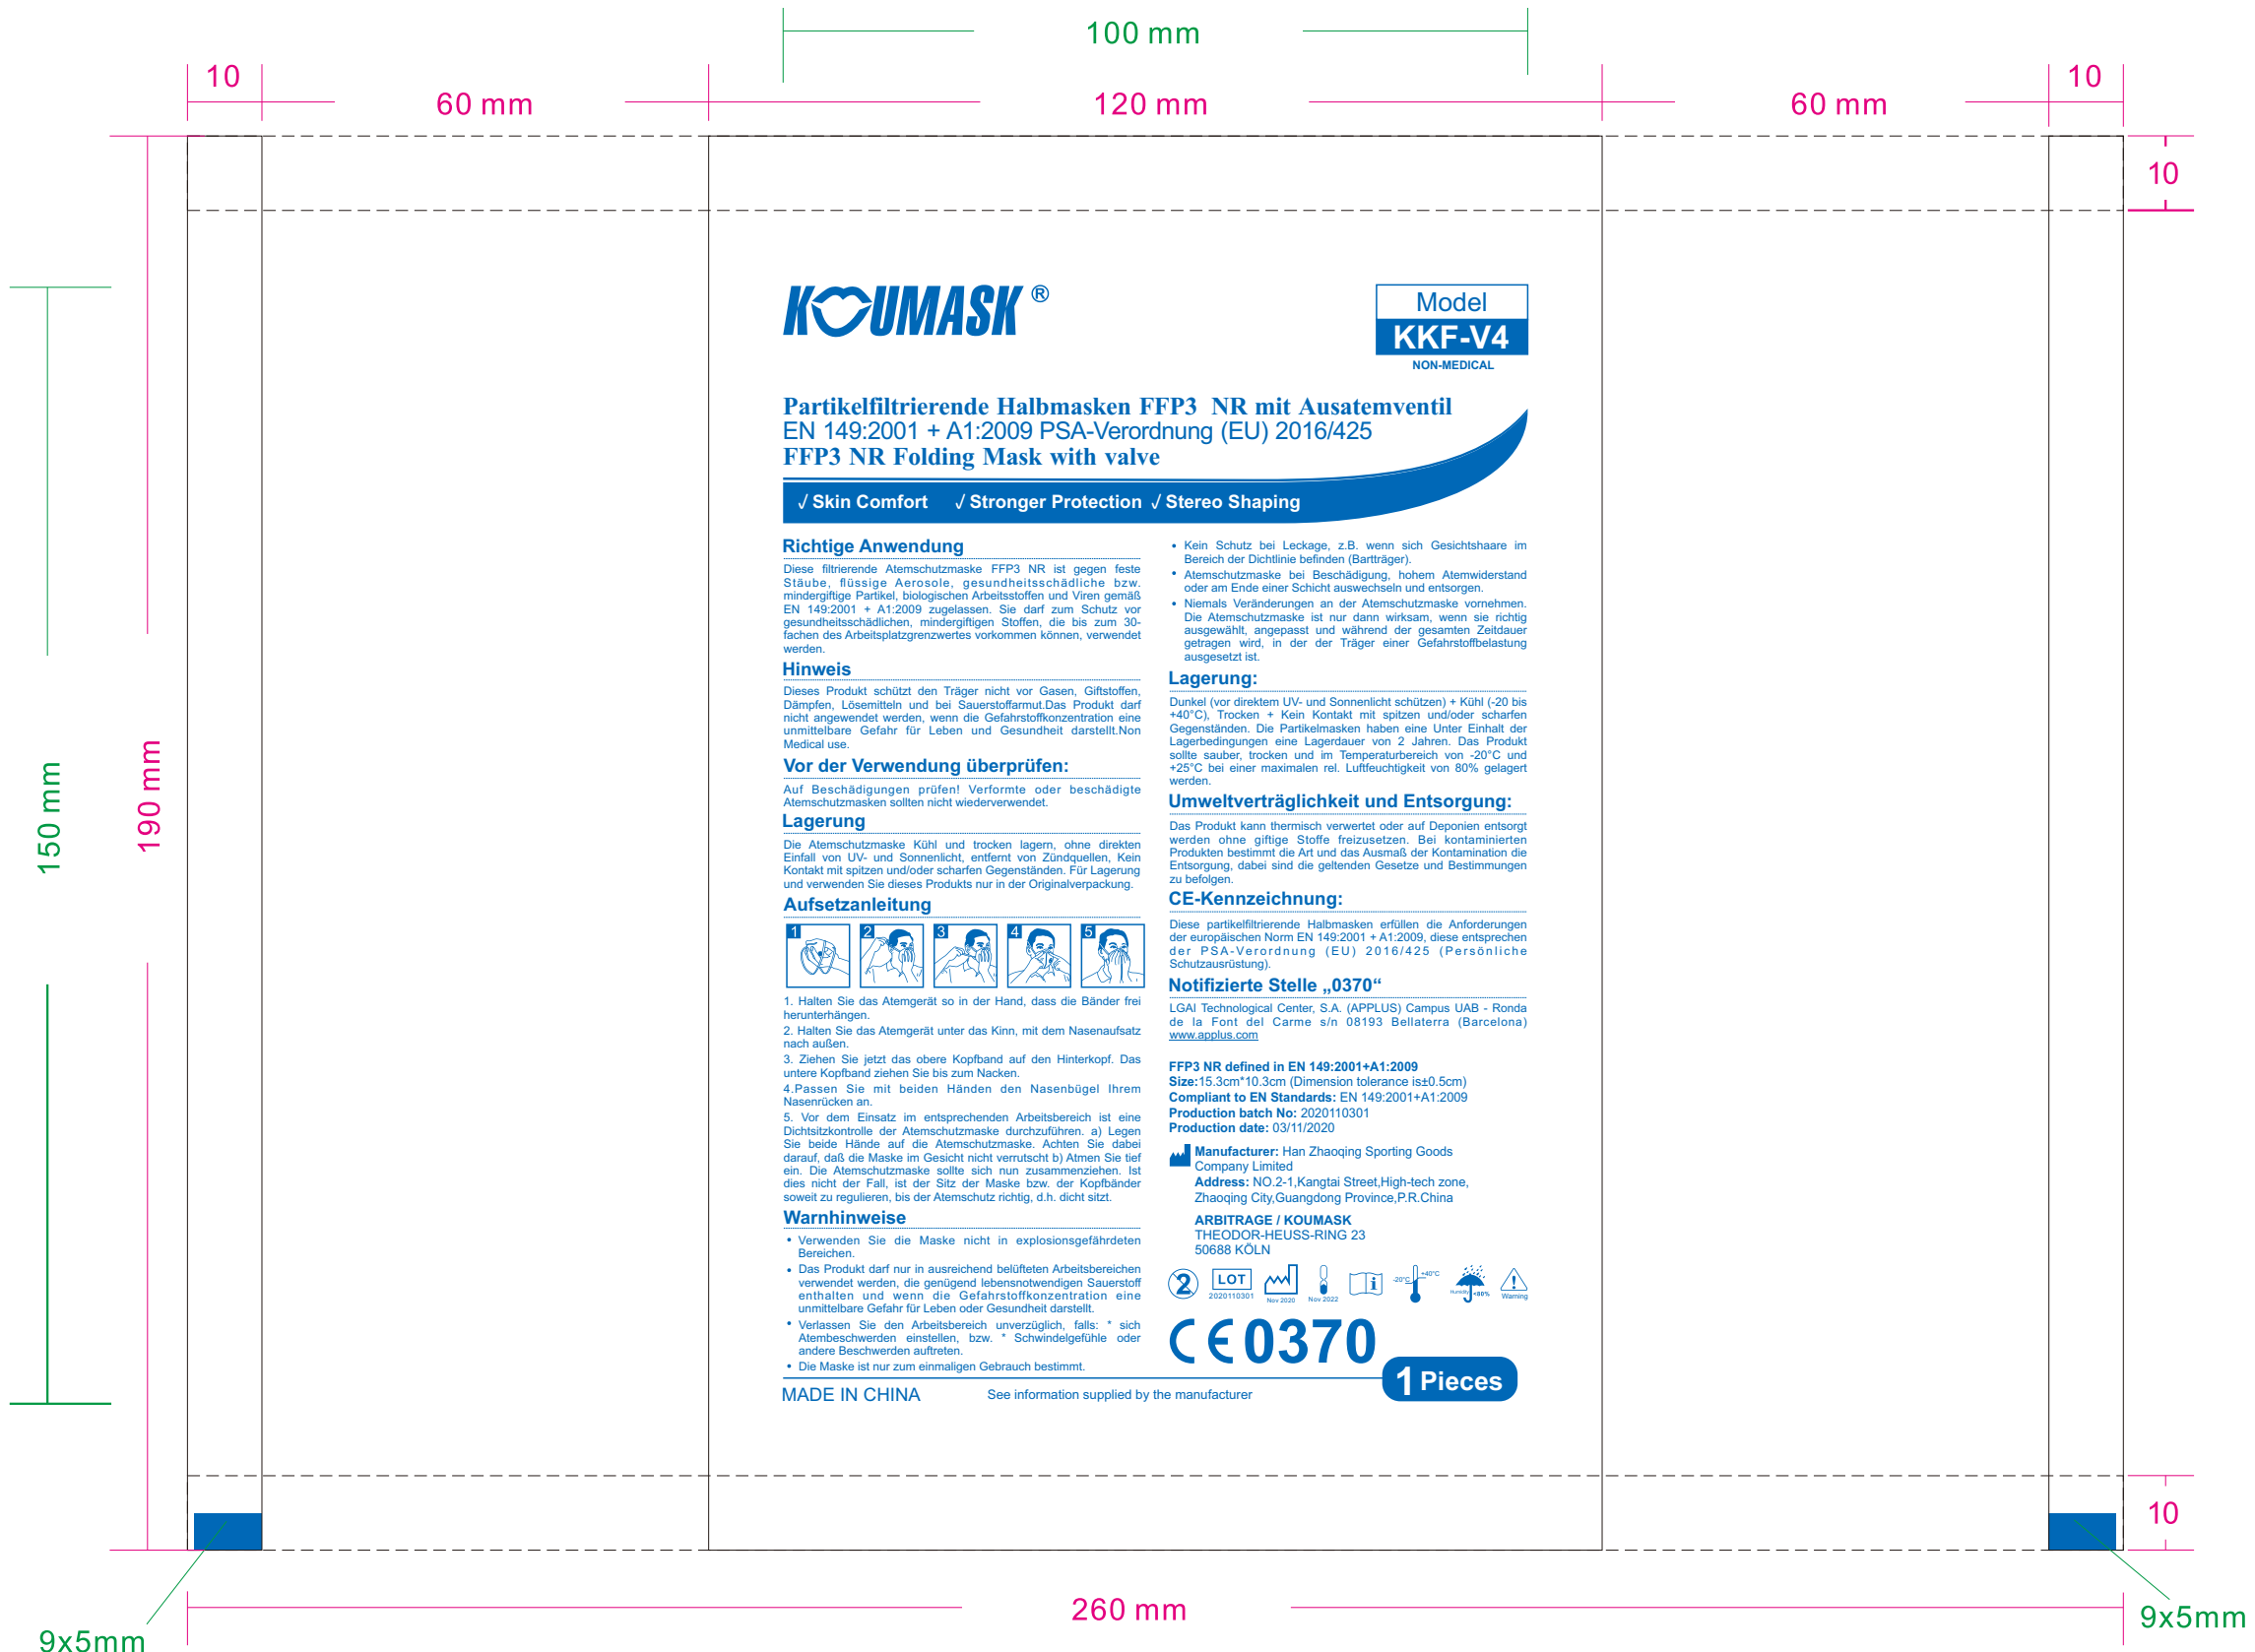 100 mm
10
60 mm
120 mm
60 mm
10
10
150 mm
190 mm
KOUMASK ®
Model
KKF-V4
NON-MEDICAL
Partikelfiltrierende Halbmasken FFP3 NR mit Ausatemventil
EN 149:2001 + A1:2009 PSA-Verordnung (EU) 2016/425
FFP3 NR Folding Mask with valve
√ Skin Comfort √ Stronger Protection √ Stereo Shaping
Richtige Anwendung
Diese filtrierende Atemschutzmaske FFP3 NR ist gegen feste
Stäube, flüssige Aerosole, gesundheitsschädliche bzw.
mindergiftige Partikel, biologischen Arbeitsstoffen und Viren gemäß
EN 149:2001 + A1:2009 zugelassen. Sie darf zum Schutz vor
gesundheitsschädlichen, mindergiftigen Stoffen, die bis zum 30-
fachen des Arbeitsplatzgrenzwertes vorkommen können, verwendet
werden.
Hinweis
Dieses Produkt schützt den Träger nicht vor Gasen, Giftstoffen,
Dämpfen, Lösemitteln und bei Sauerstoffarmut.Das Produkt darf
nicht angewendet werden, wenn die Gefahrstoffkonzentration eine
unmittelbare Gefahr für Leben und Gesundheit darstellt.Non
Medical use.
Vor der Verwendung überprüfen:
Auf Beschädigungen prüfen! Verformte oder beschädigte
Atemschutzmasken sollten nicht wiederverwendet.
Lagerung
Die Atemschutzmaske Kühl und trocken lagern, ohne direkten
Einfall von UV- und Sonnenlicht, entfernt von Zündquellen, Kein
Kontakt mit spitzen und/oder scharfen Gegenständen. Für Lagerung
und verwenden Sie dieses Produkts nur in der Originalverpackung.
Aufsetzanleitung
1 2 3 4 5
1. Halten Sie das Atemgerät so in der Hand, dass die Bänder frei
herunterhängen.
2. Halten Sie das Atemgerät unter das Kinn, mit dem Nasenaufsatz
nach außen.
3. Ziehen Sie jetzt das obere Kopfband auf den Hinterkopf. Das
untere Kopfband ziehen Sie bis zum Nacken.
4.Passen Sie mit beiden Händen den Nasenbügel Ihrem
Nasenrücken an.
5. Vor dem Einsatz im entsprechenden Arbeitsbereich ist eine
Dichtsitzkontrolle der Atemschutzmaske durchzuführen. a) Legen
Sie beide Hände auf die Atemschutzmaske. Achten Sie dabei
darauf, daß die Maske im Gesicht nicht verrutscht b) Atmen Sie tief
ein. Die Atemschutzmaske sollte sich nun zusammenziehen. Ist
dies nicht der Fall, ist der Sitz der Maske bzw. der Kopfbänder
soweit zu regulieren, bis der Atemschutz richtig, d.h. dicht sitzt.
Warnhinweise
• Verwenden Sie die Maske nicht in explosionsgefährdeten
Bereichen.
• Das Produkt darf nur in ausreichend belüfteten Arbeitsbereichen
verwendet werden, die genügend lebensnotwendigen Sauerstoff
enthalten und wenn die Gefahrstoffkonzentration eine
unmittelbare Gefahr für Leben oder Gesundheit darstellt.
• Verlassen Sie den Arbeitsbereich unverzüglich, falls: * sich
Atembeschwerden einstellen, bzw. * Schwindelgefühle oder
andere Beschwerden auftreten.
• Die Maske ist nur zum einmaligen Gebrauch bestimmt.
• Kein Schutz bei Leckage, z.B. wenn sich Gesichtshaare im
Bereich der Dichtlinie befinden (Bartträger).
• Atemschutzmaske bei Beschädigung, hohem Atemwiderstand
oder am Ende einer Schicht auswechseln und entsorgen.
• Niemals Veränderungen an der Atemschutzmaske vornehmen.
Die Atemschutzmaske ist nur dann wirksam, wenn sie richtig
ausgewählt, angepasst und während der gesamten Zeitdauer
getragen wird, in der der Träger einer Gefahrstoffbelastung
ausgesetzt ist.
Lagerung:
Dunkel (vor direktem UV- und Sonnenlicht schützen) + Kühl (-20 bis
+40°C), Trocken + Kein Kontakt mit spitzen und/oder scharfen
Gegenständen. Die Partikelmasken haben eine Unter Einhalt der
Lagerbedingungen eine Lagerdauer von 2 Jahren. Das Produkt
sollte sauber, trocken und im Temperaturbereich von -20°C und
+25°C bei einer maximalen rel. Luftfeuchtigkeit von 80% gelagert
werden.
Umweltverträglichkeit und Entsorgung:
Das Produkt kann thermisch verwertet oder auf Deponien entsorgt
werden ohne giftige Stoffe freizusetzen. Bei kontaminierten
Produkten bestimmt die Art und das Ausmaß der Kontamination die
Entsorgung, dabei sind die geltenden Gesetze und Bestimmungen
zu befolgen.
CE-Kennzeichnung:
Diese partikelfiltrierende Halbmasken erfüllen die Anforderungen
der europäischen Norm EN 149:2001 + A1:2009, diese entsprechen
der PSA-Verordnung (EU) 2016/425 (Persönliche
Schutzausrüstung).
Notifizierte Stelle „0370“
LGAI Technological Center, S.A. (APPLUS) Campus UAB - Ronda
de la Font del Carme s/n 08193 Bellaterra (Barcelona)
www.applus.com
FFP3 NR defined in EN 149:2001+A1:2009
Size:15.3cm*10.3cm (Dimension tolerance is±0.5cm)
Compliant to EN Standards: EN 149:2001+A1:2009
Production batch No: 2020110301
Production date: 03/11/2020
Manufacturer: Han Zhaoqing Sporting Goods
Company Limited
Address: NO.2-1,Kangtai Street,High-tech zone,
Zhaoqing City,Guangdong Province,P.R.China
ARBITRAGE / KOUMASK
THEODOR-HEUSS-RING 23
50688 KÖLN
2
LOT
2020110301
Nov 2020
Nov 2022
i
-20°C
+40°C
Humidity <80%
!
Warning
CE 0370
1 Pieces
MADE IN CHINA
See information supplied by the manufacturer
10
260 mm
9x5mm
9x5mm